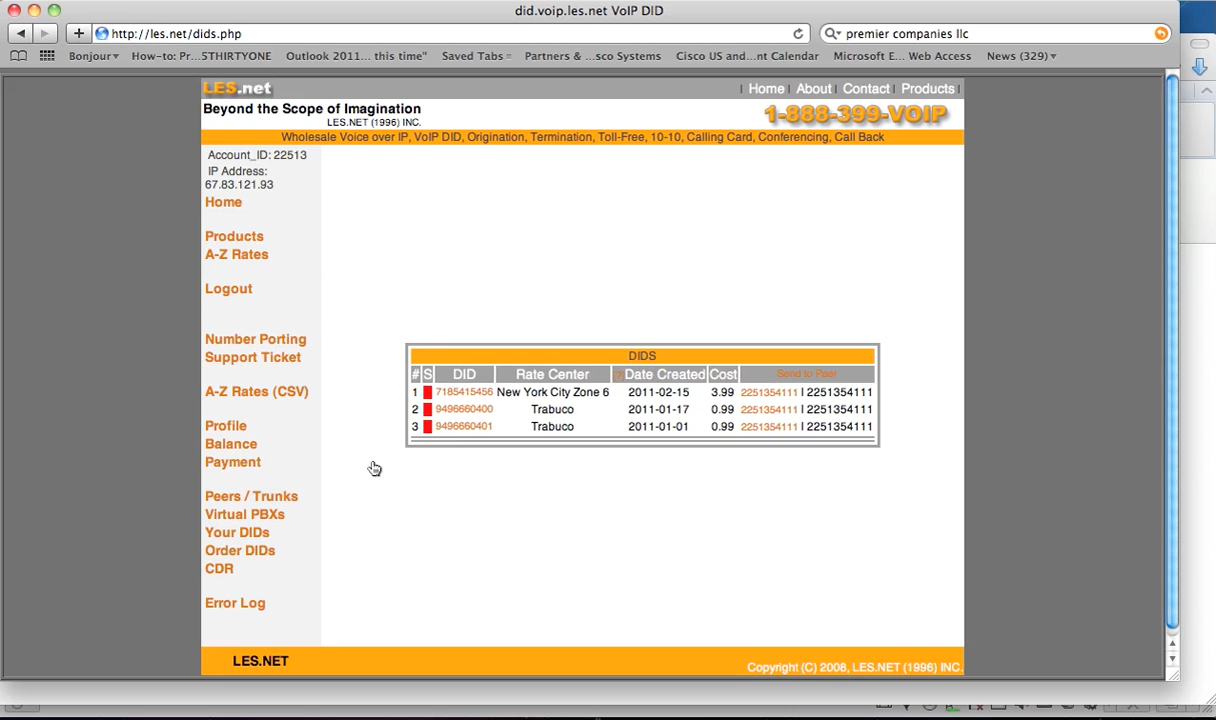 did.voip.les.net VoIP DID
http://les.net/dids.php
premier companies llc
Bonjour
How-to: Pr...5THIRTYONE
Outlook 2011... this time"
Saved Tabs
Partners & ...sco Systems
Cisco US and...nt Calendar
Microsoft E... Web Access
News (329)
LES.net
| Home | About | Contact | Products |
Beyond the Scope of Imagination
LES.NET (1996) INC.
1-888-399-VOIP
Wholesale Voice over IP, VoIP DID, Origination, Termination, Toll-Free, 10-10, Calling Card, Conferencing, Call Back
Account_ID: 22513
IP Address:
67.83.121.93
Home
Products
A-Z Rates
Logout
Number Porting
Support Ticket
A-Z Rates (CSV)
Profile
Balance
Payment
Peers / Trunks
Virtual PBXs
Your DIDs
Order DIDs
CDR
Error Log
DIDS
# S DID Rate Center Date Created Cost Send to Peer
1 7185415456 New York City Zone 6 2011-02-15 3.99 2251354111 | 2251354111
2 9496660400 Trabuco 2011-01-17 0.99 2251354111 | 2251354111
3 9496660401 Trabuco 2011-01-01 0.99 2251354111 | 2251354111
LES.NET
Copyright (C) 2008, LES.NET (1996) INC.